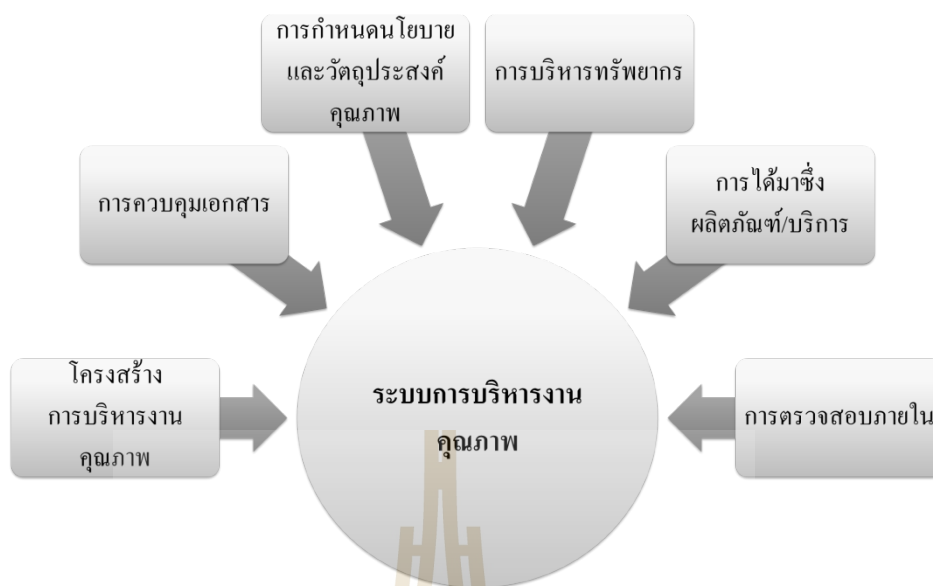 การกำหนดนโยบาย
และวัตถุประสงค์
คุณภาพ
การบริหารทรัพยากร
การควบคุมเอกสาร
การได้มาซึ่ง
ผลิตภัณฑ์/บริการ
โครงสร้าง
การบริหารงาน
คุณภาพ
ระบบการบริหารงาน
คุณภาพ
การตรวจสอบภายใน